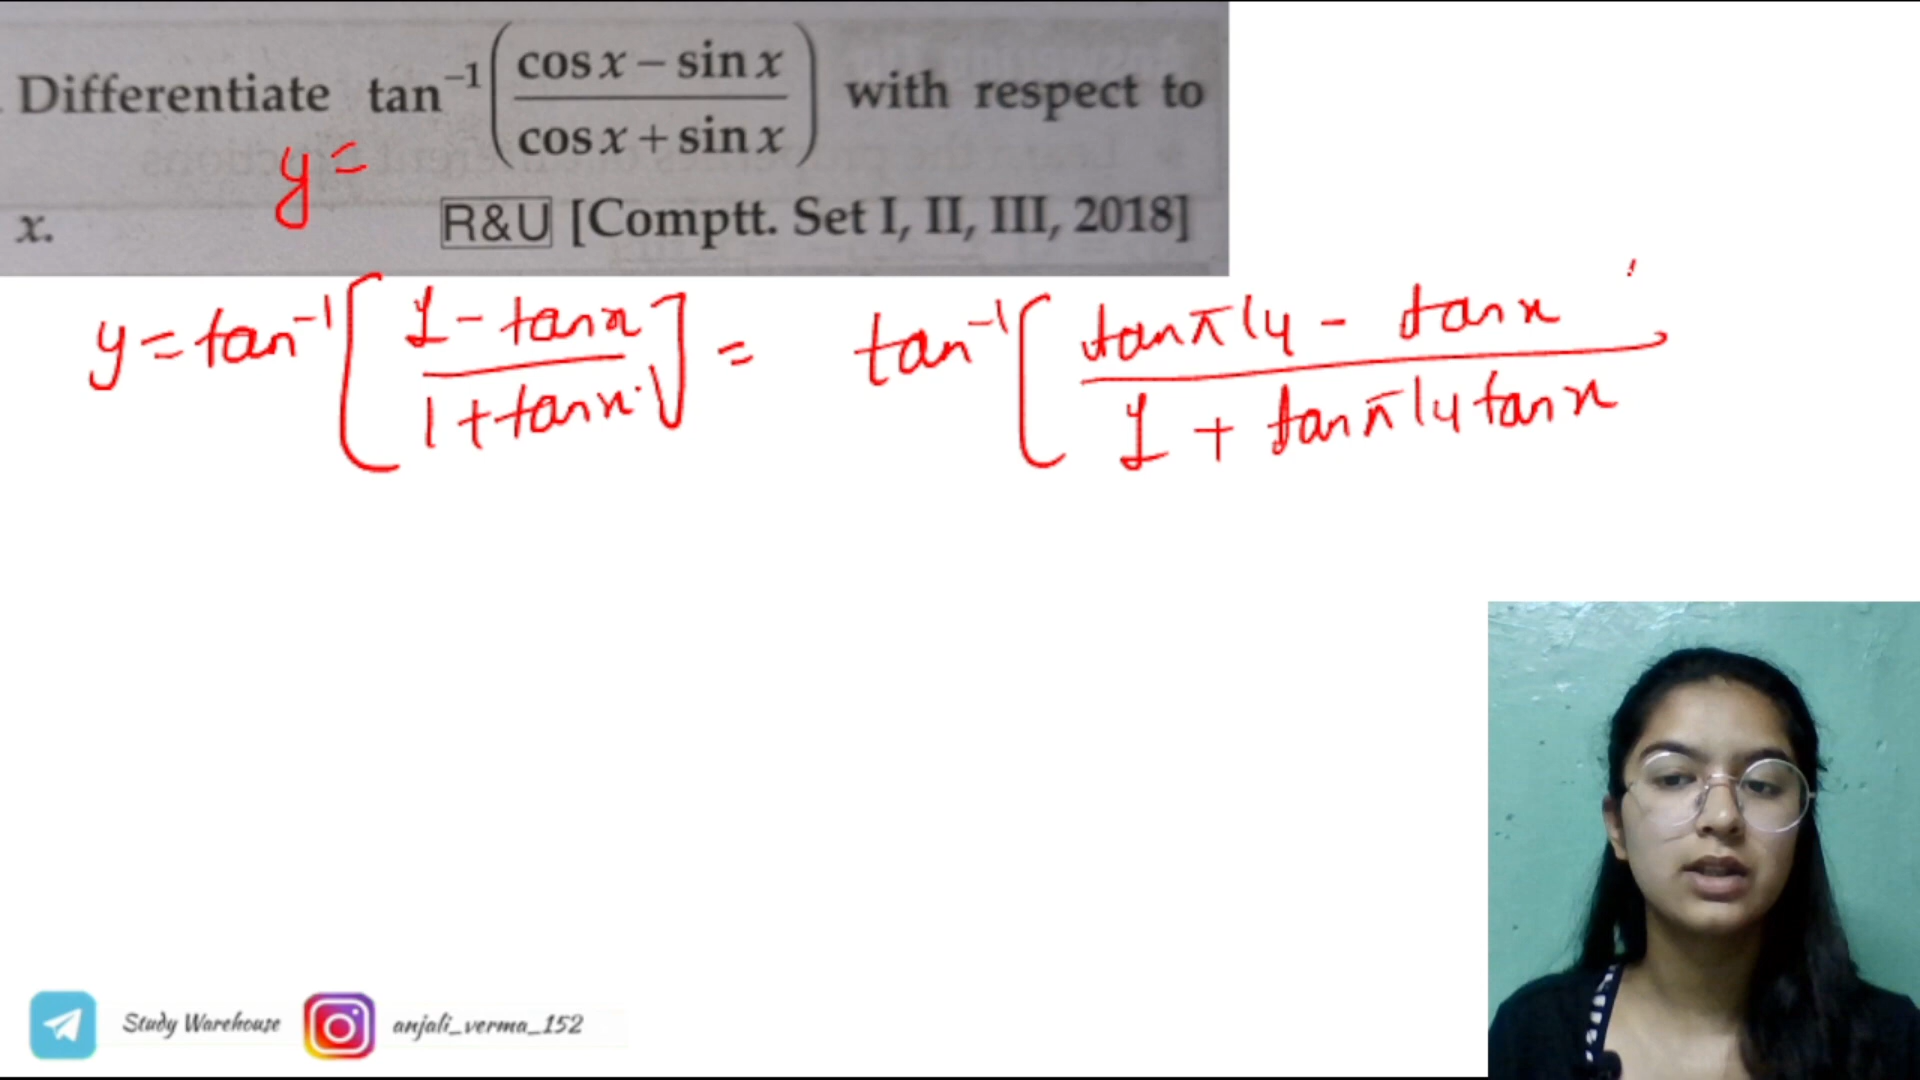 Differentiate tan⁻¹((cos x − sin x)/(cos x + sin x)) with respect to
y =
x. R&U [Comptt. Set I, II, III, 2018]
y = tan⁻¹[(1 − tan x)/(1 + tan x)] = tan⁻¹[(tan π/4 − tan x)/(1 + tan π/4 tan x)
Study Warehouse anjali_verma_152